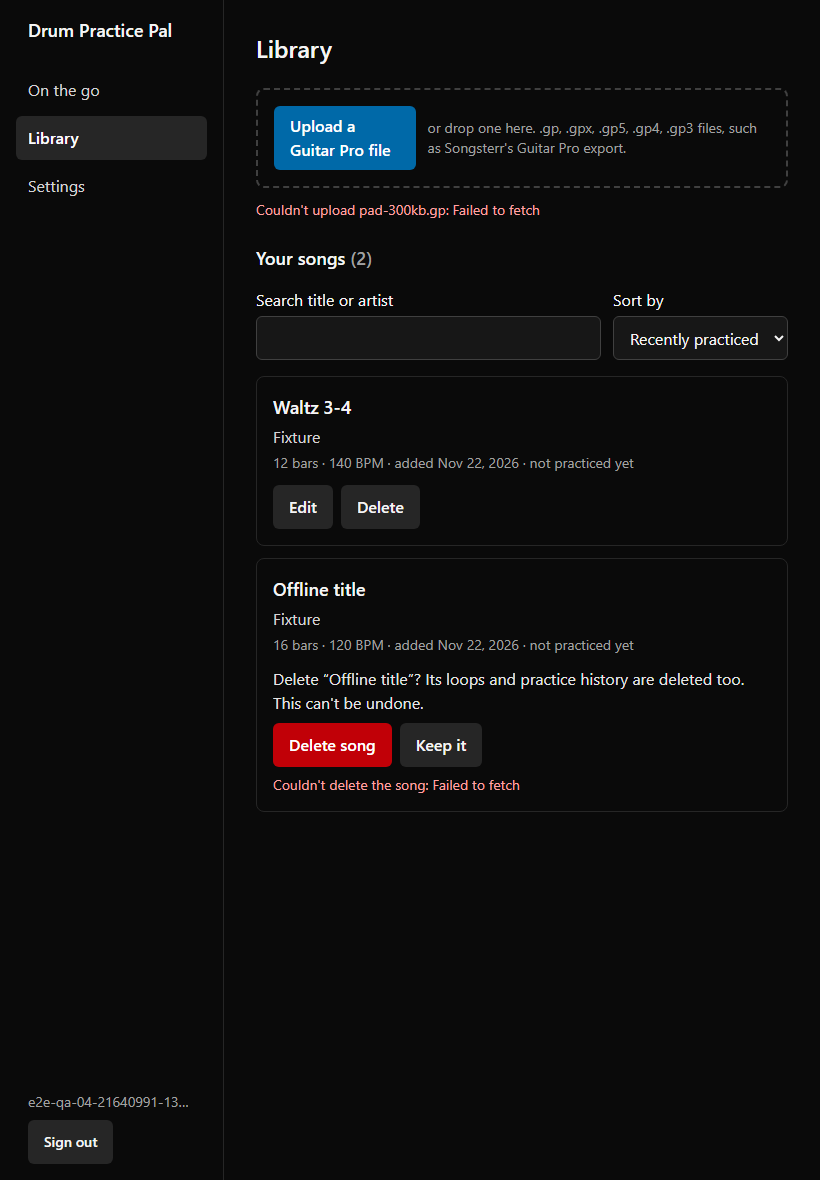 Drum Practice Pal
On the go
Library
Settings
e2e-qa-04-21640991-13...
Sign out
Library
Upload a
Guitar Pro file
or drop one here. .gp, .gpx, .gp5, .gp4, .gp3 files, such
as Songsterr's Guitar Pro export.
Couldn't upload pad-300kb.gp: Failed to fetch
Your songs (2)
Search title or artist
Sort by
Recently practiced
Waltz 3-4
Fixture
12 bars · 140 BPM · added Nov 22, 2026 · not practiced yet
Edit
Delete
Offline title
Fixture
16 bars · 120 BPM · added Nov 22, 2026 · not practiced yet
Delete “Offline title”? Its loops and practice history are deleted too.
This can't be undone.
Delete song
Keep it
Couldn't delete the song: Failed to fetch